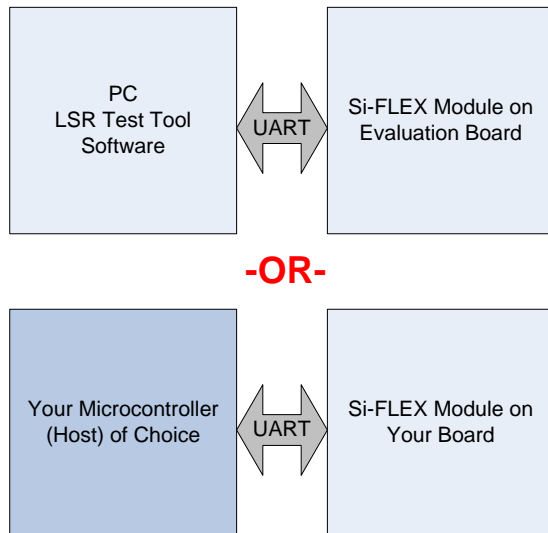 PC
LSR Test Tool
Software
UART
Si-FLEX Module on
Evaluation Board
-OR-
Your Microcontroller
(Host) of Choice
UART
Si-FLEX Module on
Your Board